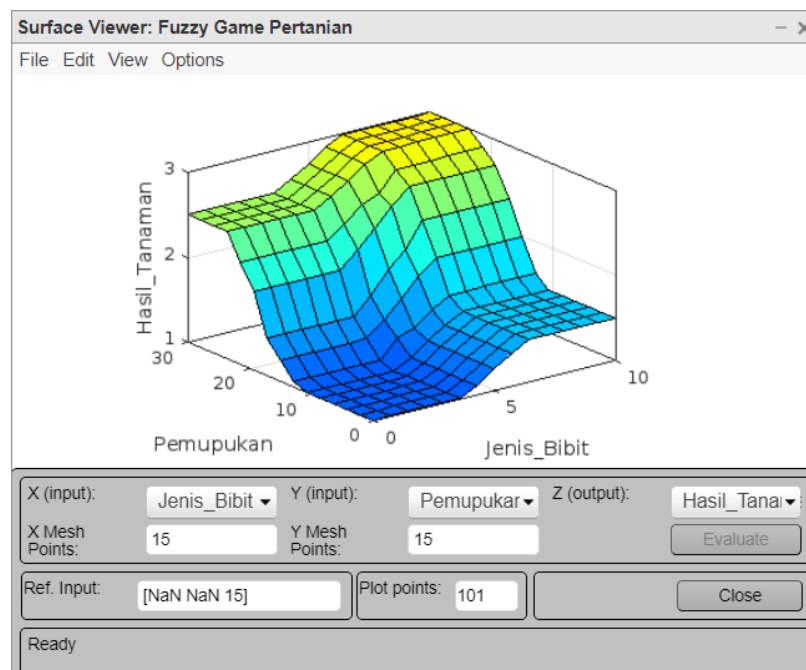 Surface Viewer: Fuzzy Game Pertanian
File Edit View Options
3
2
1
Hasil_Tanaman
30
20
10
0
Pemupukan
0
5
10
Jenis_Bibit
X (input): Jenis_Bibit Y (input): Pemupukar Z (output): Hasil_Tana
X Mesh Points: 15 Y Mesh Points: 15 Evaluate
Ref. Input: [NaN NaN 15] Plot points: 101 Close
Ready